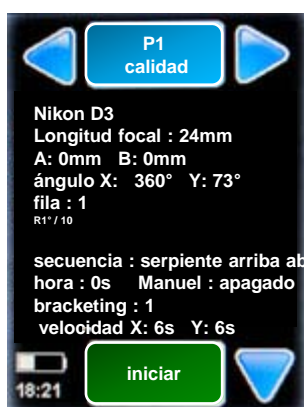 P1
calidad
Nikon D3
Longitud focal : 24mm
A: 0mm B: 0mm
ángulo X: 360° Y: 73°
fila : 1
R1°/ 10
secuencia : serpiente arriba ab
hora : 0s Manuel : apagado
bracketing : 1
velocidad X: 6s Y: 6s
18:21
iniciar